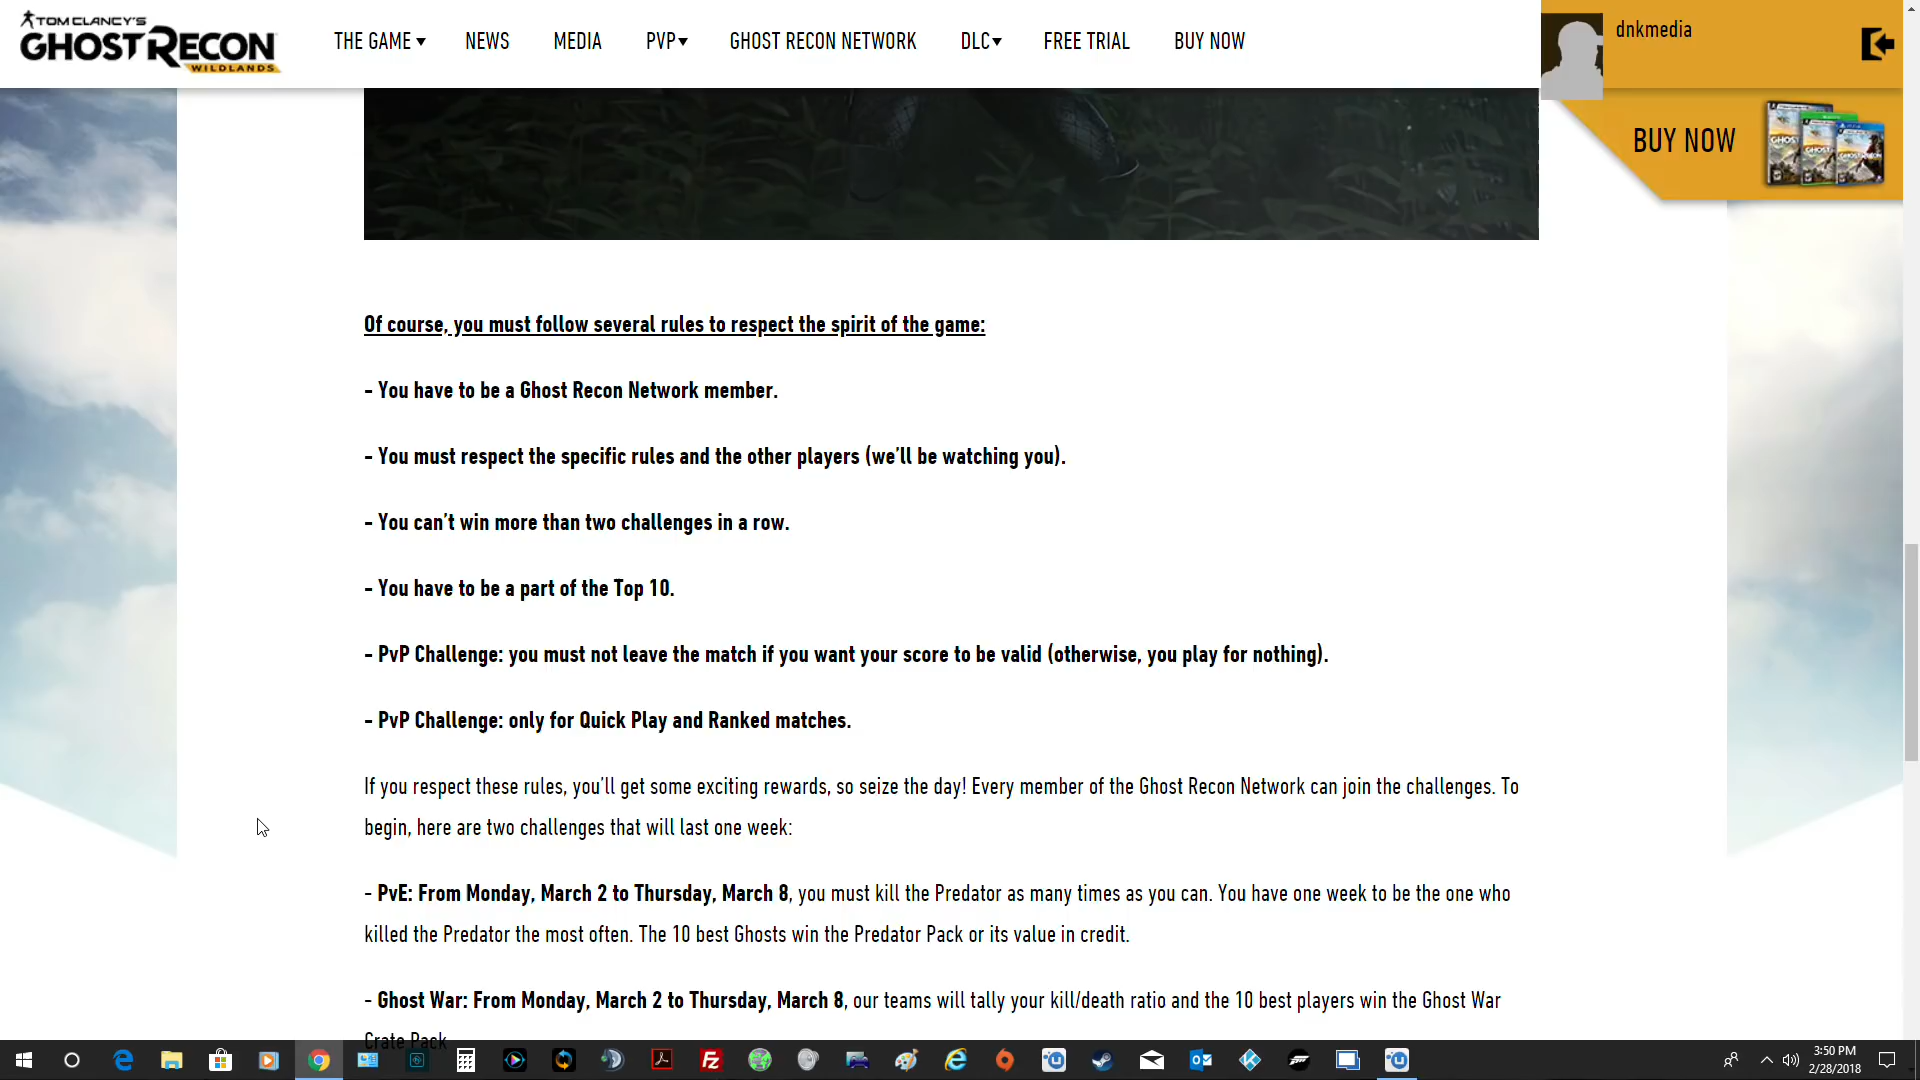 TOM CLANCY'S
GHOST RECON
WILDLANDS
THE GAME NEWS MEDIA PVP GHOST RECON NETWORK DLC FREE TRIAL BUY NOW
dnkmedia
BUY NOW
Of course, you must follow several rules to respect the spirit of the game:
- You have to be a Ghost Recon Network member.
- You must respect the specific rules and the other players (we'll be watching you).
- You can't win more than two challenges in a row.
- You have to be a part of the Top 10.
- PvP Challenge: you must not leave the match if you want your score to be valid (otherwise, you play for nothing).
- PvP Challenge: only for Quick Play and Ranked matches.
If you respect these rules, you'll get some exciting rewards, so seize the day! Every member of the Ghost Recon Network can join the challenges. To
begin, here are two challenges that will last one week:
- PvE: From Monday, March 2 to Thursday, March 8, you must kill the Predator as many times as you can. You have one week to be the one who
killed the Predator the most often. The 10 best Ghosts win the Predator Pack or its value in credit.
- Ghost War: From Monday, March 2 to Thursday, March 8, our teams will tally your kill/death ratio and the 10 best players win the Ghost War
Crate Pack
3:50 PM
2/28/2018